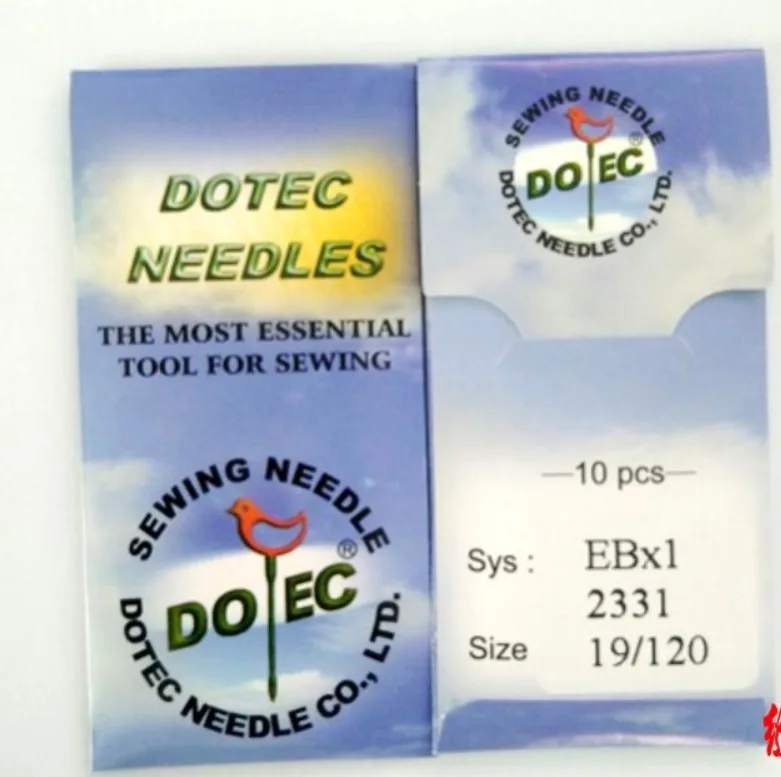 DOTEC
NEEDLES
THE MOST ESSENTIAL
TOOL FOR SEWING
SEWING NEEDLE
®
DOTEC
DOTEC NEEDLE CO., LTD.
SEWING NEEDLE
®
DOTEC
DOTEC NEEDLE CO., LTD.
—10 pcs—
Sys : EBx1
2331
Size 19/120